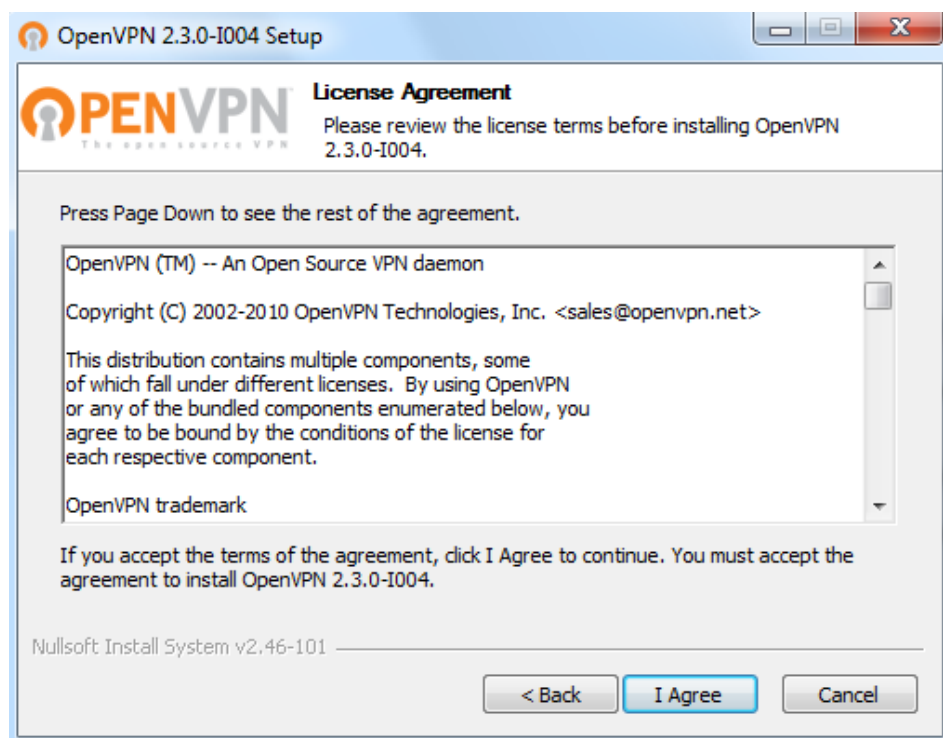 OpenVPN 2.3.0-I004 Setup
OPENVPN
The open source VPN
License Agreement
Please review the license terms before installing OpenVPN
2.3.0-I004.
Press Page Down to see the rest of the agreement.
OpenVPN (TM) -- An Open Source VPN daemon
Copyright (C) 2002-2010 OpenVPN Technologies, Inc. <sales@openvpn.net>
This distribution contains multiple components, some
of which fall under different licenses.  By using OpenVPN
or any of the bundled components enumerated below, you
agree to be bound by the conditions of the license for
each respective component.
OpenVPN trademark
If you accept the terms of the agreement, click I Agree to continue. You must accept the
agreement to install OpenVPN 2.3.0-I004.
Nullsoft Install System v2.46-101
< Back
I Agree
Cancel